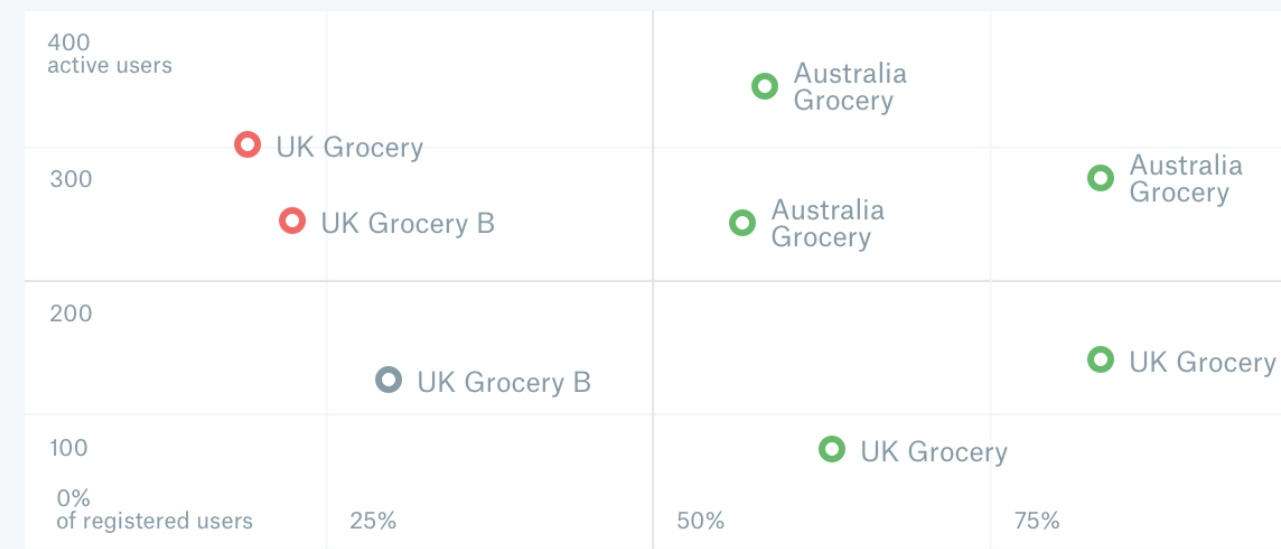 400
active users
Australia
Grocery
UK Grocery
Australia
Grocery
300
Australia
Grocery
UK Grocery B
200
UK Grocery
UK Grocery B
100
UK Grocery
0%
of registered users
25%
50%
75%